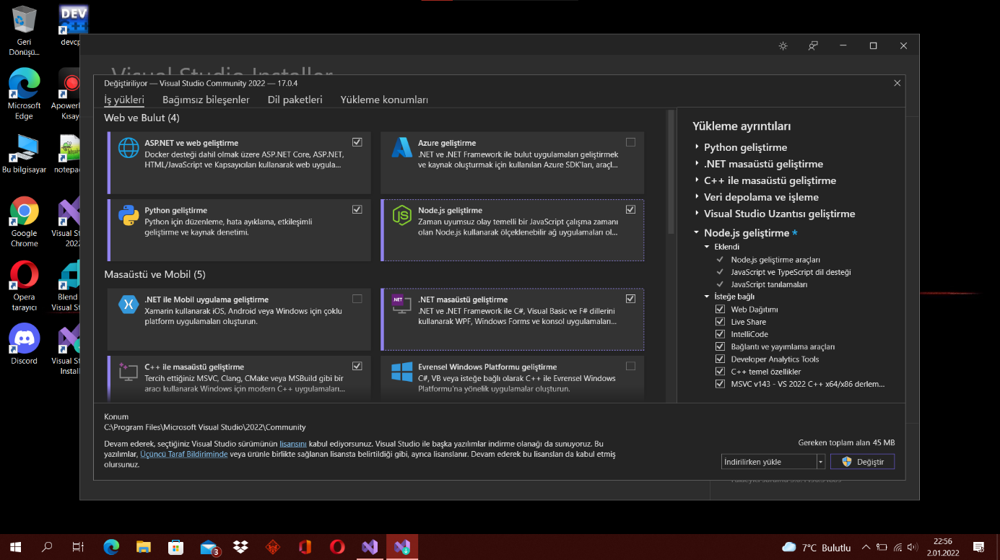 Geri
Dönüşü...
DEV
C++
devcp
Microsoft
Edge
Apowerl
Kısay
Bu bilgisayar
notepa
Google
Chrome
Visual St
2022
Opera
tarayıcı
Blend
Visual St
Discord
Visual St
Install
Visual Studio Installer
Değiştiriliyor — Visual Studio Community 2022 — 17.0.4
İş yükleri
Bağımsız bileşenler
Dil paketleri
Yükleme konumları
Web ve Bulut (4)
ASP.NET ve web geliştirme
Docker desteği dahil olmak üzere ASP.NET Core, ASP.NET,
HTML/JavaScript ve Kapsayıcıları kullanarak web uygula...
Azure geliştirme
.NET ve .NET Framework ile bulut uygulamaları geliştirmek
ve kaynak oluşturmak için kullanılan Azure SDK'ları, araçl...
Python geliştirme
Python için düzenleme, hata ayıklama, etkileşimli
geliştirme ve kaynak denetimi.
JS
Node.js geliştirme
Zaman uyumsuz olay temelli bir JavaScript çalışma zamanı
olan Node.js kullanarak ölçeklenebilir ağ uygulamaları ol...
Masaüstü ve Mobil (5)
.NET ile Mobil uygulama geliştirme
Xamarin kullanarak iOS, Android veya Windows için çoklu
platform uygulamaları oluşturun.
.NET
.NET masaüstü geliştirme
.NET ve .NET Framework ile C#, Visual Basic ve F# dillerini
kullanarak WPF, Windows Forms ve konsol uygulamaları...
C++ ile masaüstü geliştirme
Tercih ettiğiniz MSVC, Clang, CMake veya MSBuild gibi bir
aracı kullanarak Windows için modern C++ uygulamaları...
Evrensel Windows Platformu geliştirme
C#, VB veya isteğe bağlı olarak C++ ile Evrensel Windows
Platformu'na yönelik uygulamalar oluşturun.
Yükleme ayrıntıları
Python geliştirme
.NET masaüstü geliştirme
C++ ile masaüstü geliştirme
Veri depolama ve işleme
Visual Studio Uzantısı geliştirme
Node.js geliştirme *
Eklendi
Node.js geliştirme araçları
JavaScript ve TypeScript dil desteği
JavaScript tanılamaları
İsteğe bağlı
Web Dağıtımı
Live Share
IntelliCode
Bağlantı ve yayımlama araçları
Developer Analytics Tools
C++ temel özellikler
MSVC v143 - VS 2022 C++ x64/x86 derlem...
Konum
C:\Program Files\Microsoft Visual Studio\2022\Community
Devam ederek, seçtiğiniz Visual Studio sürümünün lisansını kabul ediyorsunuz. Visual Studio ile başka yazılımlar indirme olanağı da sunuyoruz. Bu
yazılımlar, Üçüncü Taraf Bildiriminde veya ürünle birlikte sağlanan lisansta belirtildiği gibi, ayrıca lisanslanır. Devam ederek bu lisansları da kabul etmiş
olursunuz.
Gereken toplam alan 45 MB
İndirilirken yükle
Değiştir
3
7°C Bulutlu
22:56
2.01.2022